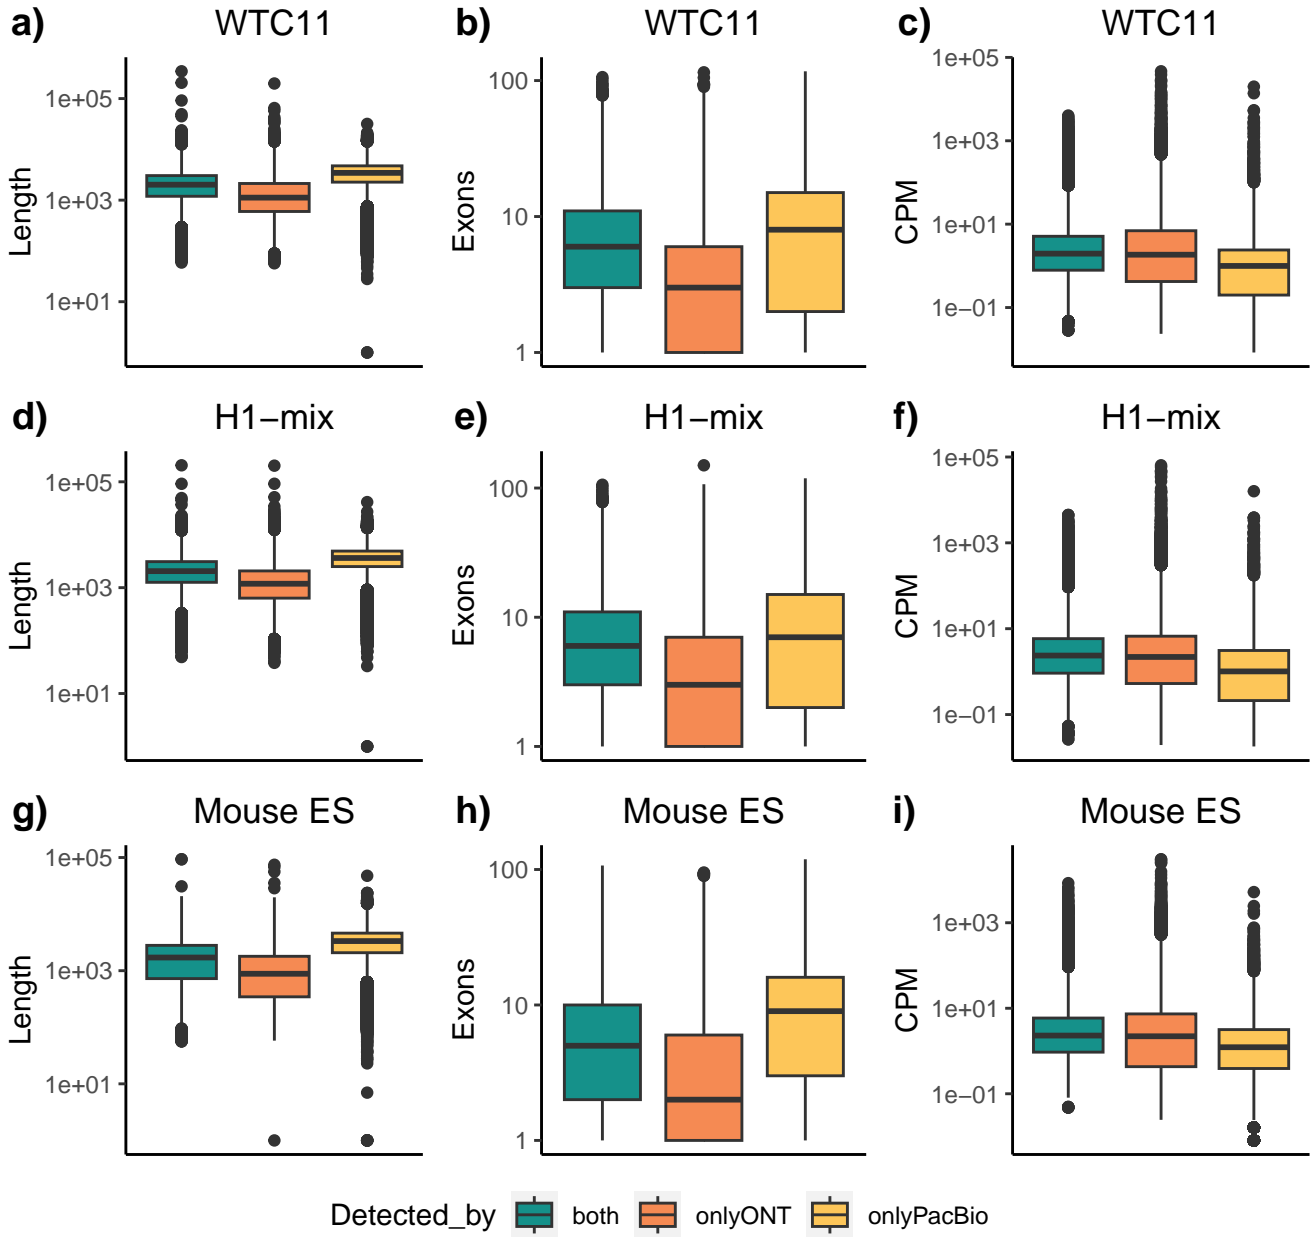 a) WTC11
Length
1e+05
1e+03
1e+01
b) WTC11
Exons
100
10
1
c) WTC11
CPM
1e+05
1e+03
1e+01
1e−01
d) H1−mix
Length
1e+05
1e+03
1e+01
e) H1−mix
Exons
100
10
1
f) H1−mix
CPM
1e+05
1e+03
1e+01
1e−01
g) Mouse ES
Length
1e+05
1e+03
1e+01
h) Mouse ES
Exons
100
10
1
i) Mouse ES
CPM
1e+03
1e+01
1e−01
Detected_by both onlyONT onlyPacBio